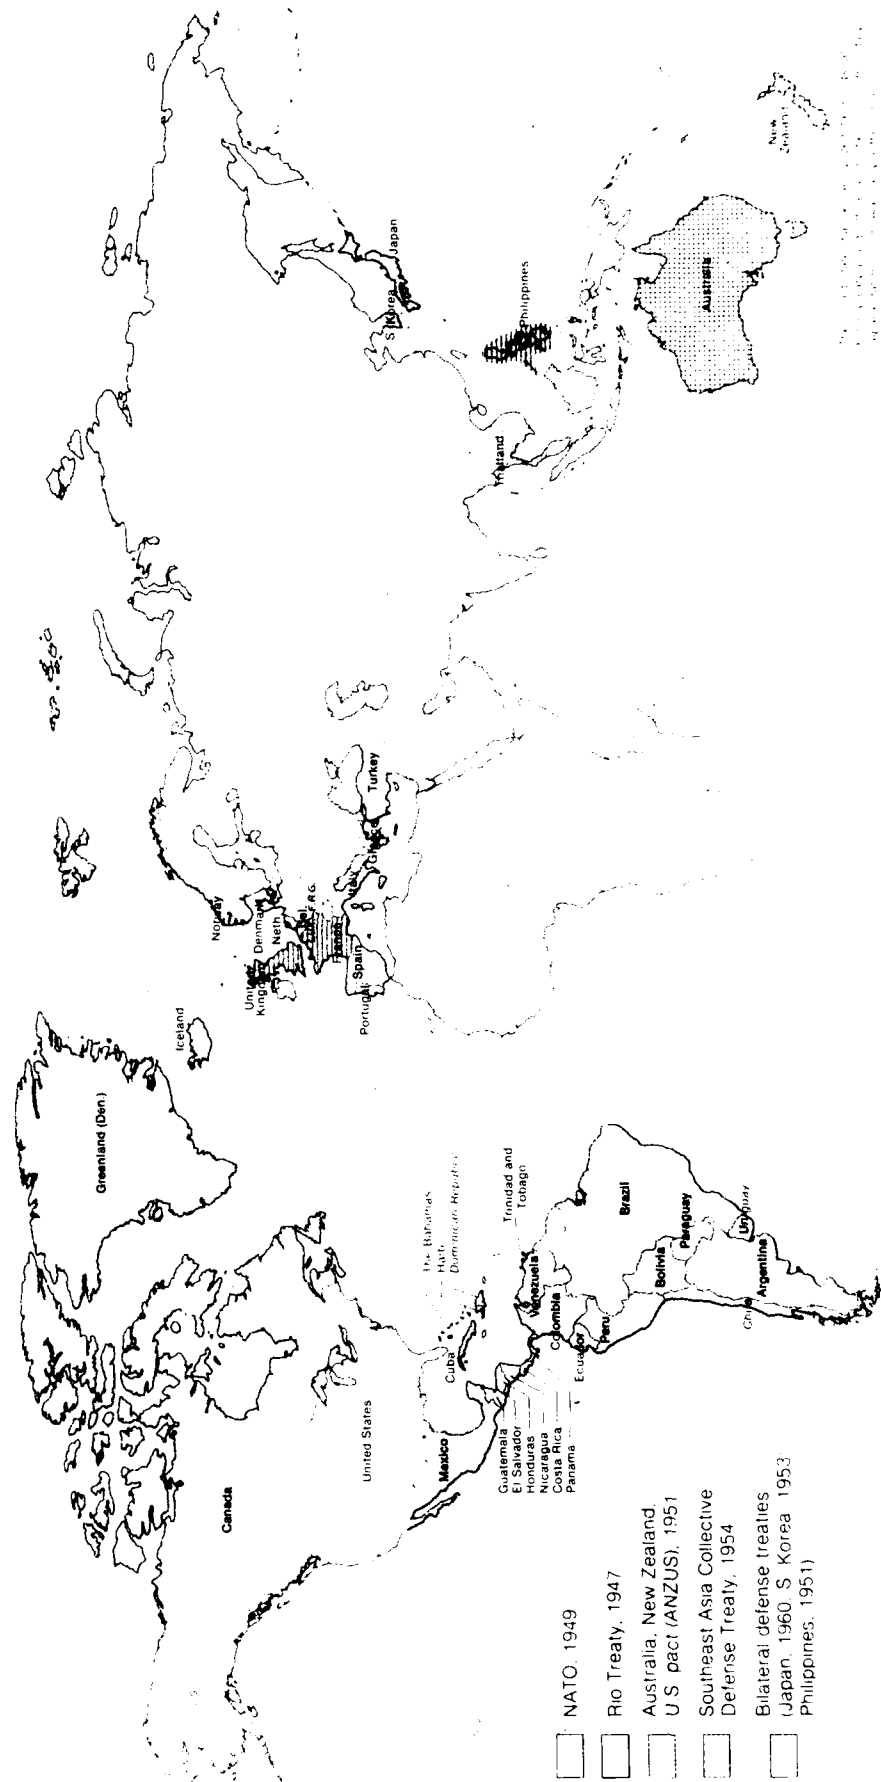 Greenland (Den.)
Iceland
Canada
United States
Mexico
Cuba
The Bahamas
Haiti
Dominican Republic
Trinidad and
Tobago
Guatemala
El Salvador
Honduras
Nicaragua
Costa Rica
Panama
Venezuela
Colombia
Ecuador
Peru
Brazil
Bolivia
Paraguay
Uruguay
Argentina
Chile
Norway
Denmark
United
Kingdom
Neth
Bel.
F.R.G.
France
Spain
Portugal
Italy
Greece
Turkey
S Korea
Japan
Philippines
Thailand
Australia
New
Zealand
NATO, 1949
Rio Treaty, 1947
Australia, New Zealand,
U.S. pact (ANZUS), 1951
Southeast Asia Collective
Defense Treaty, 1954
Bilateral defense treaties
(Japan, 1960, S Korea 1953
Philippines, 1951)